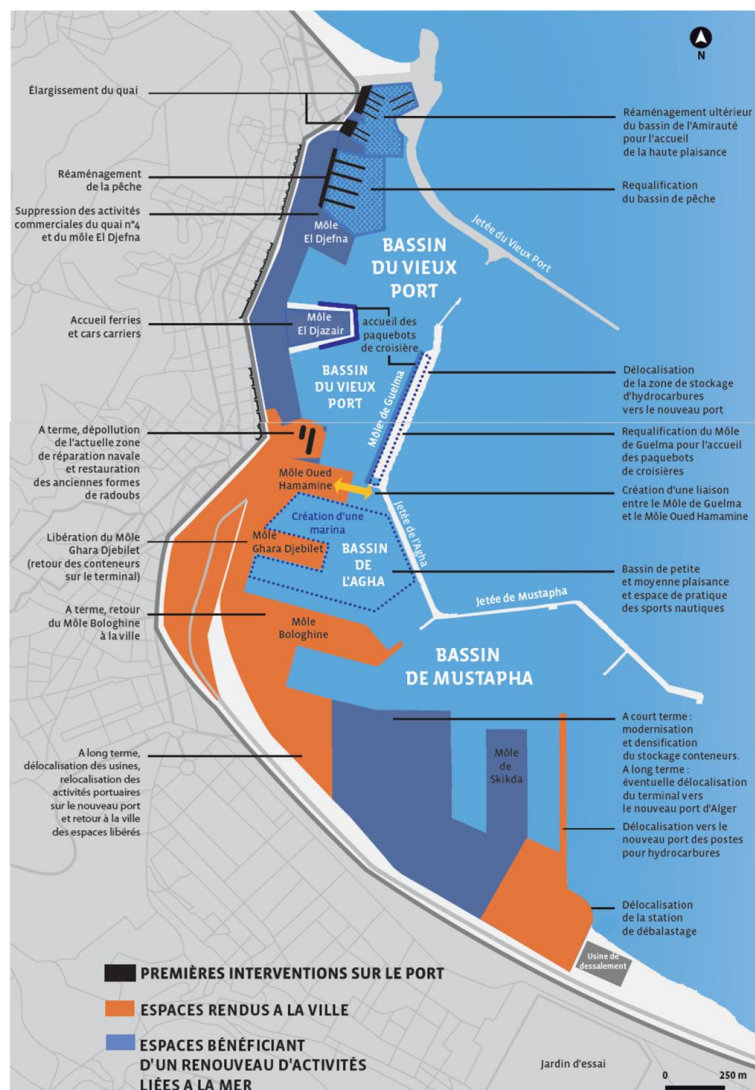 N
Élargissement du quai
Réaménagement
de la pêche
Suppression des activités
commerciales du quai n°4
et du môle El Djefna
Accueil ferries
et cars carriers
A terme, dépollution
de l'actuelle zone
de réparation navale
et restauration
des anciennes formes
de radoubs
Libération du Môle
Ghara Djebilet
(retour des conteneurs
sur le terminal)
A terme, retour
du Môle Bologhine
à la ville
A long terme,
délocalisation des usines,
relocalisation des
activités portuaires
sur le nouveau port
et retour à la ville
des espaces libérés
Môle
El Djefna
BASSIN
DU VIEUX
PORT
Jetée du Vieux Port
Môle
El Djazair
accueil des
paquebots
de croisière
BASSIN
DU VIEUX
PORT
Môle de Guelma
Môle Oued
Hamamine
Création d'une
marina
Môle
Ghara Djebilet
BASSIN
DE
L'AGHA
Jetée de l'Agha
Jetée de Mustapha
Môle
Bologhine
BASSIN
DE MUSTAPHA
Môle
de
Skikda
Usine de
dessalement
Réaménagement ultérieur
du bassin de l'Amirauté
pour l'accueil
de la haute plaisance
Requalification
du bassin de pêche
Délocalisation
de la zone de stockage
d'hydrocarbures
vers le nouveau port
Requalification du Môle
de Guelma pour l'accueil
des paquebots
de croisières
Création d'une liaison
entre le Môle de Guelma
et le Môle Oued Hamamine
Bassin de petite
et moyenne plaisance
et espace de pratique
des sports nautiques
A court terme :
modernisation
et densification
du stockage conteneurs.
A long terme :
éventuelle délocalisation
du terminal vers
le nouveau port d'Alger
Délocalisation vers le
nouveau port des postes
pour hydrocarbures
Délocalisation
de la station
de débalastage
PREMIÈRES INTERVENTIONS SUR LE PORT
ESPACES RENDUS A LA VILLE
ESPACES BÉNÉFICIANT
D'UN RENOUVEAU D'ACTIVITÉS
LIÉES A LA MER
Jardin d'essai
0 250 m